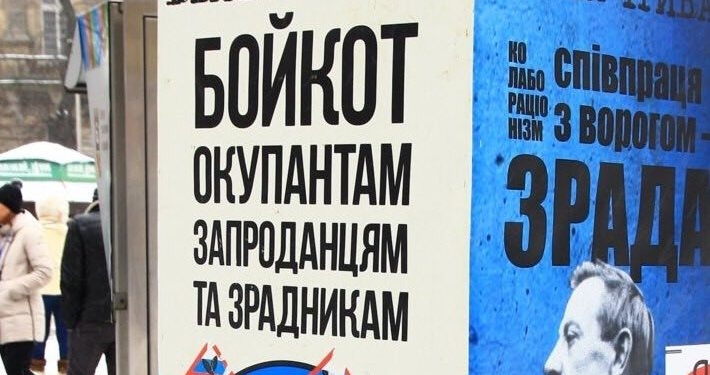 БОЙКОТ
ОКУПАНТАМ
ЗАПРОДАНЦЯМ
ТА ЗРАДНИКАМ
КО
ЛАБО
РАЦІО
НІЗМ
співпраця
з ворогом –
ЗРАДА